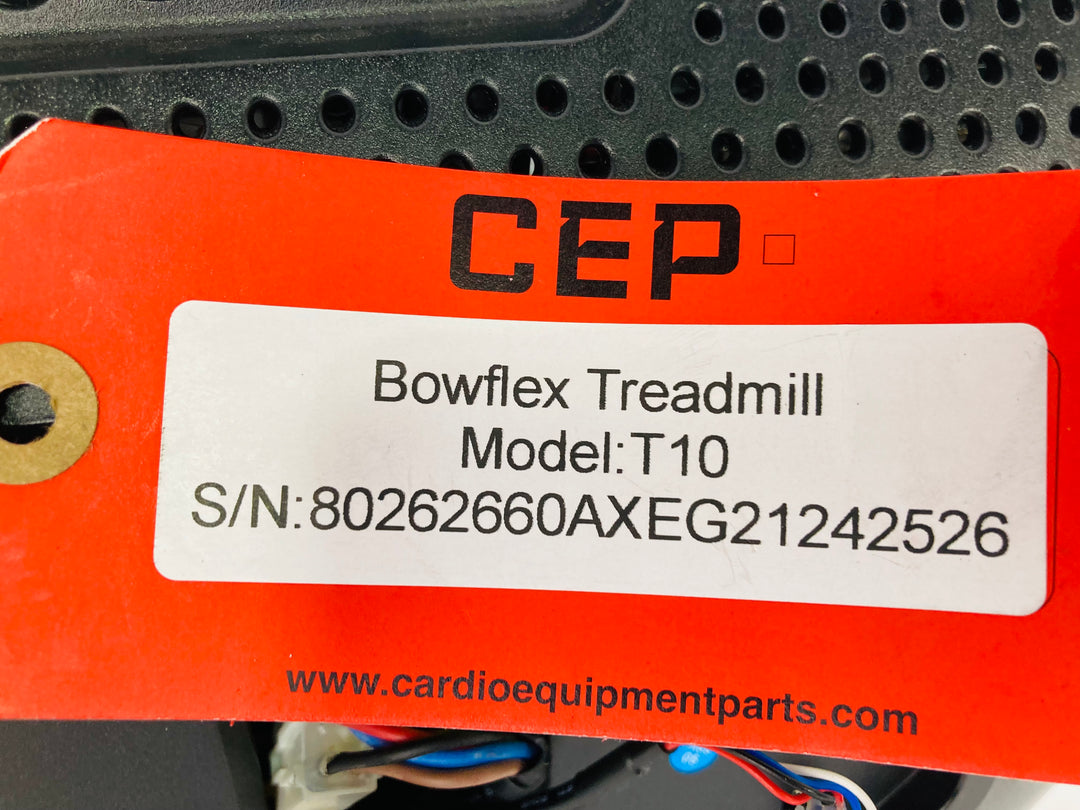 CEP
Bowflex Treadmill
Model:T10
S/N:80262660AXEG21242526
www.cardioequipmentparts.com